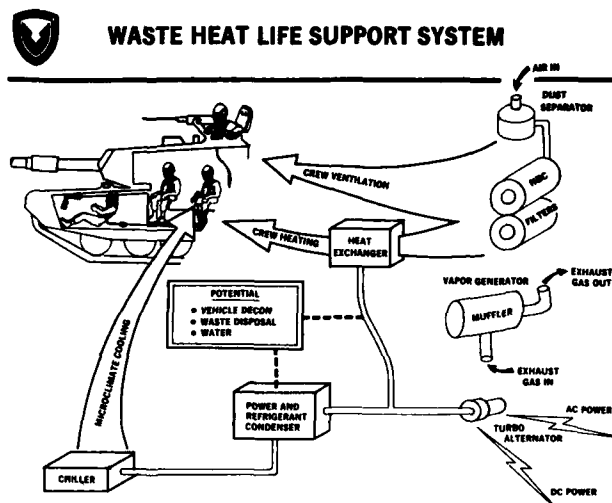 WASTE HEAT LIFE SUPPORT SYSTEM
AIR IN
DUST
SEPARATOR
NBC
FILTERS
CREW VENTILATION
CREW HEATING
HEAT
EXCHANGER
VAPOR GENERATOR
EXHAUST
GAS OUT
MUFFLER
EXHAUST
GAS IN
POTENTIAL
• VEHICLE DECON
• WASTE DISPOSAL
• WATER
MICROCLIMATE COOLING
POWER AND
REFRIGERANT
CONDENSER
TURBO
ALTERNATOR
AC POWER
DC POWER
CHILLER